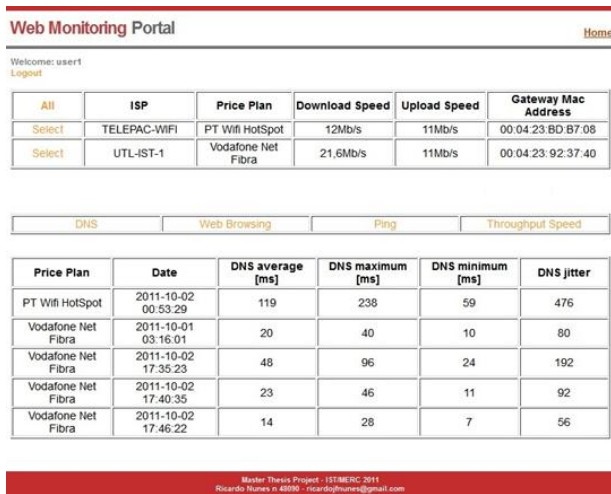 Web Monitoring Portal
Home
Welcome: user1
Logout
All ISP Price Plan Download Speed Upload Speed Gateway Mac Address
Select TELEPAC-WIFI PT Wifi HotSpot 12Mb/s 11Mb/s 00:04:23:BD:B7:08
Select UTL-IST-1 Vodafone Net Fibra 21,6Mb/s 11Mb/s 00:04:23:92:37:40
DNS Web Browsing Ping Throughput Speed
Price Plan Date DNS average [ms] DNS maximum [ms] DNS minimum [ms] DNS jitter
PT Wifi HotSpot 2011-10-02 00:53:29 119 238 59 476
Vodafone Net Fibra 2011-10-01 03:16:01 20 40 10 80
Vodafone Net Fibra 2011-10-02 17:35:23 48 96 24 192
Vodafone Net Fibra 2011-10-02 17:40:35 23 46 11 92
Vodafone Net Fibra 2011-10-02 17:46:22 14 28 7 56
Master Thesis Project - IST/MERC 2011
Ricardo Nunes n 48090 - ricardojfnunes@gmail.com